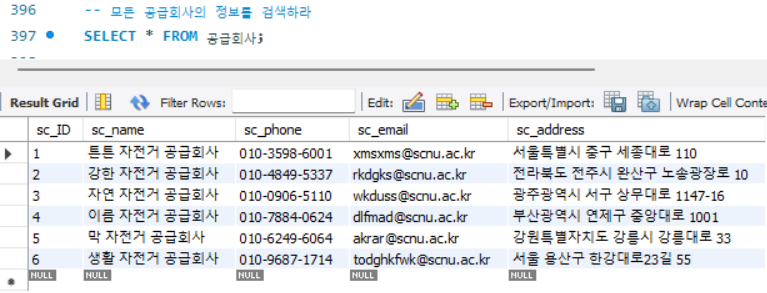 396 -- 모든 공급회사의 정보를 검색하라
397 SELECT * FROM 공급회사;
Result Grid Filter Rows: Edit: Export/Import: Wrap Cell Conte
sc_ID sc_name sc_phone sc_email sc_address
1 튼튼 자전거 공급회사 010-3598-6001 xmsxms@scnu.ac.kr 서울특별시 중구 세종대로 110
2 강한 자전거 공급회사 010-4849-5337 rkdgks@scnu.ac.kr 전라북도 전주시 완산구 노송광장로 10
3 자연 자전거 공급회사 010-0906-5110 wkduss@scnu.ac.kr 광주광역시 서구 상무대로 1147-16
4 이름 자전거 공급회사 010-7884-0624 dlfmad@scnu.ac.kr 부산광역시 연제구 중앙대로 1001
5 막 자전거 공급회사 010-6249-6064 akrar@scnu.ac.kr 강원특별자치도 강릉시 강릉대로 33
6 생활 자전거 공급회사 010-9687-1714 todghkfwk@scnu.ac.kr 서울 용산구 한강대로23길 55
NULL NULL NULL NULL NULL